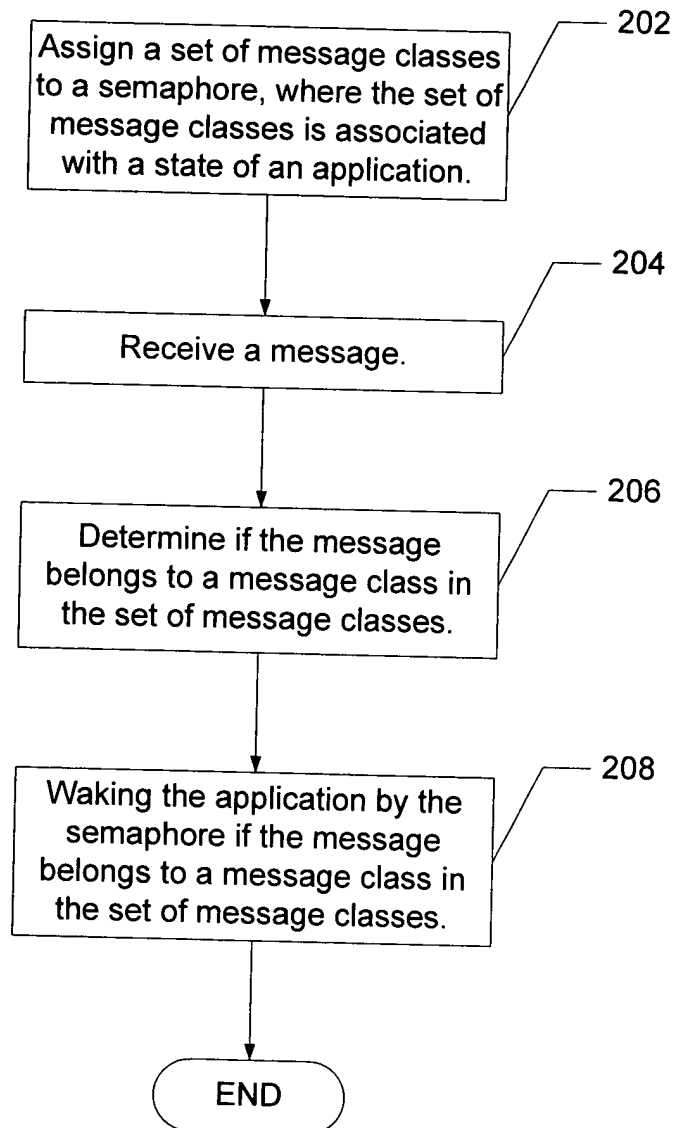 Assign a set of message classes
to a semaphore, where the set of
message classes is associated
with a state of an application.
202
Receive a message.
204
Determine if the message
belongs to a message class in
the set of message classes.
206
Waking the application by the
semaphore if the message
belongs to a message class in
the set of message classes.
208
END